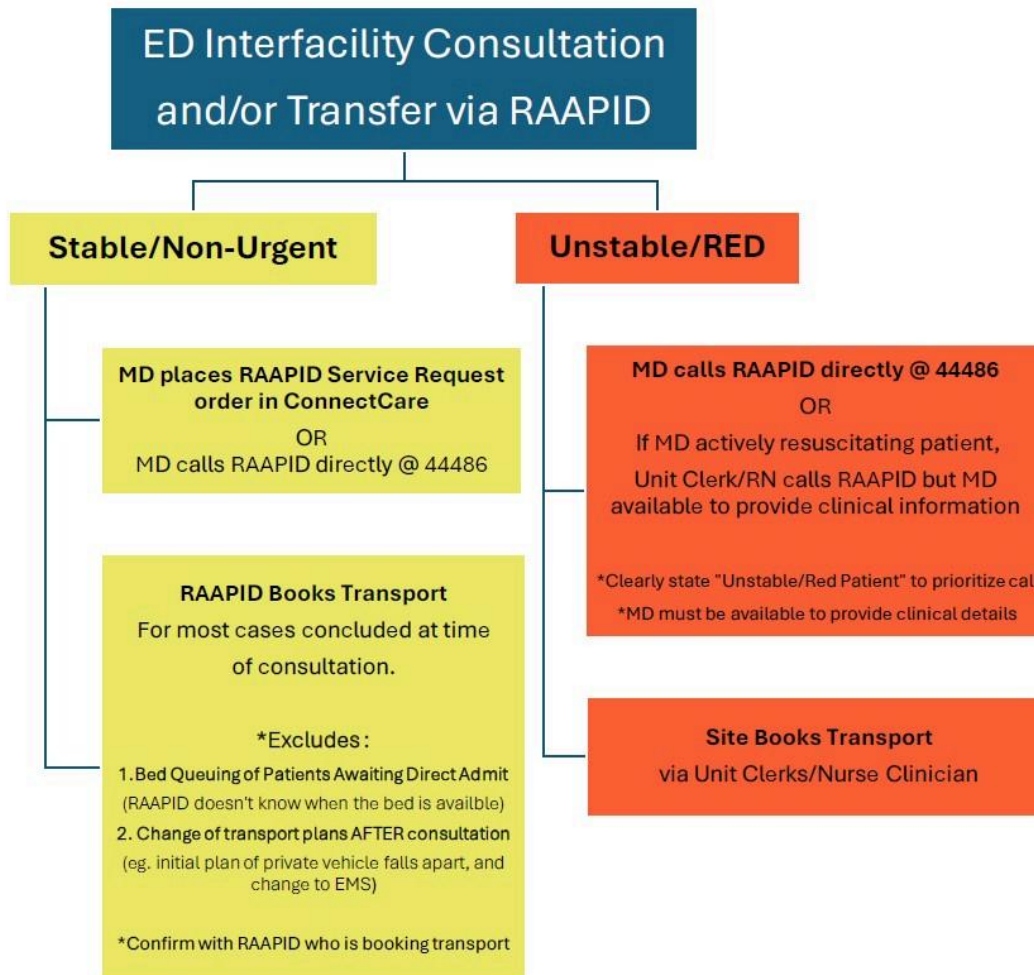 ED Interfacility Consultation
and/or Transfer via RAAPID
Stable/Non-Urgent
MD places RAAPID Service Request
order in ConnectCare
OR
MD calls RAAPID directly @ 44486
RAAPID Books Transport
For most cases concluded at time
of consultation.
*Excludes:
1.Bed Queuing of Patients Awaiting Direct Admit
(RAAPID doesn't know when the bed is availble)
2. Change of transport plans AFTER consultation
(eg. initial plan of private vehicle falls apart, and
change to EMS)
*Confirm with RAAPID who is booking transport
Unstable/RED
MD calls RAAPID directly @ 44486
OR
If MD actively resuscitating patient,
Unit Clerk/RN calls RAAPID but MD
available to provide clinical information
*Clearly state "Unstable/Red Patient" to prioritize cal
*MD must be available to provide clinical details
Site Books Transport
via Unit Clerks/Nurse Clinician